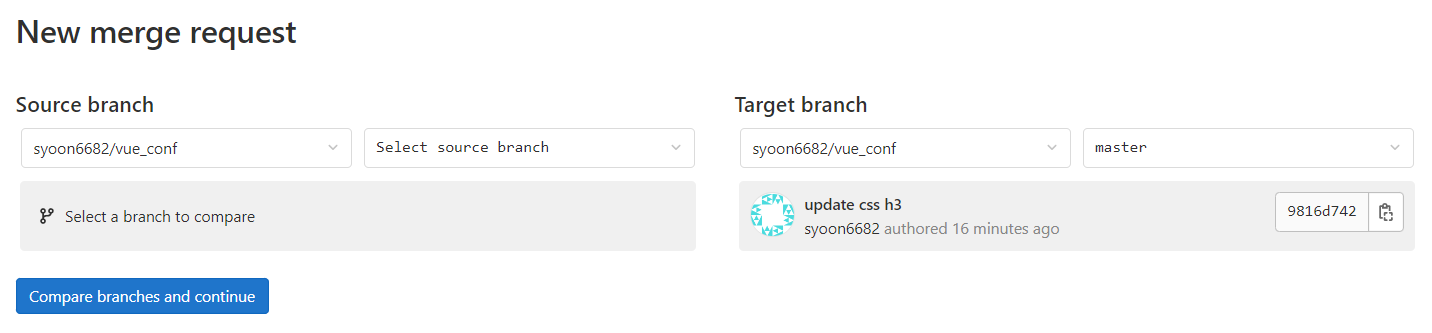 New merge request
Source branch
syoon6682/vue_conf
Select source branch
Select a branch to compare
Target branch
syoon6682/vue_conf
master
update css h3
syoon6682 authored 16 minutes ago
9816d742
Compare branches and continue